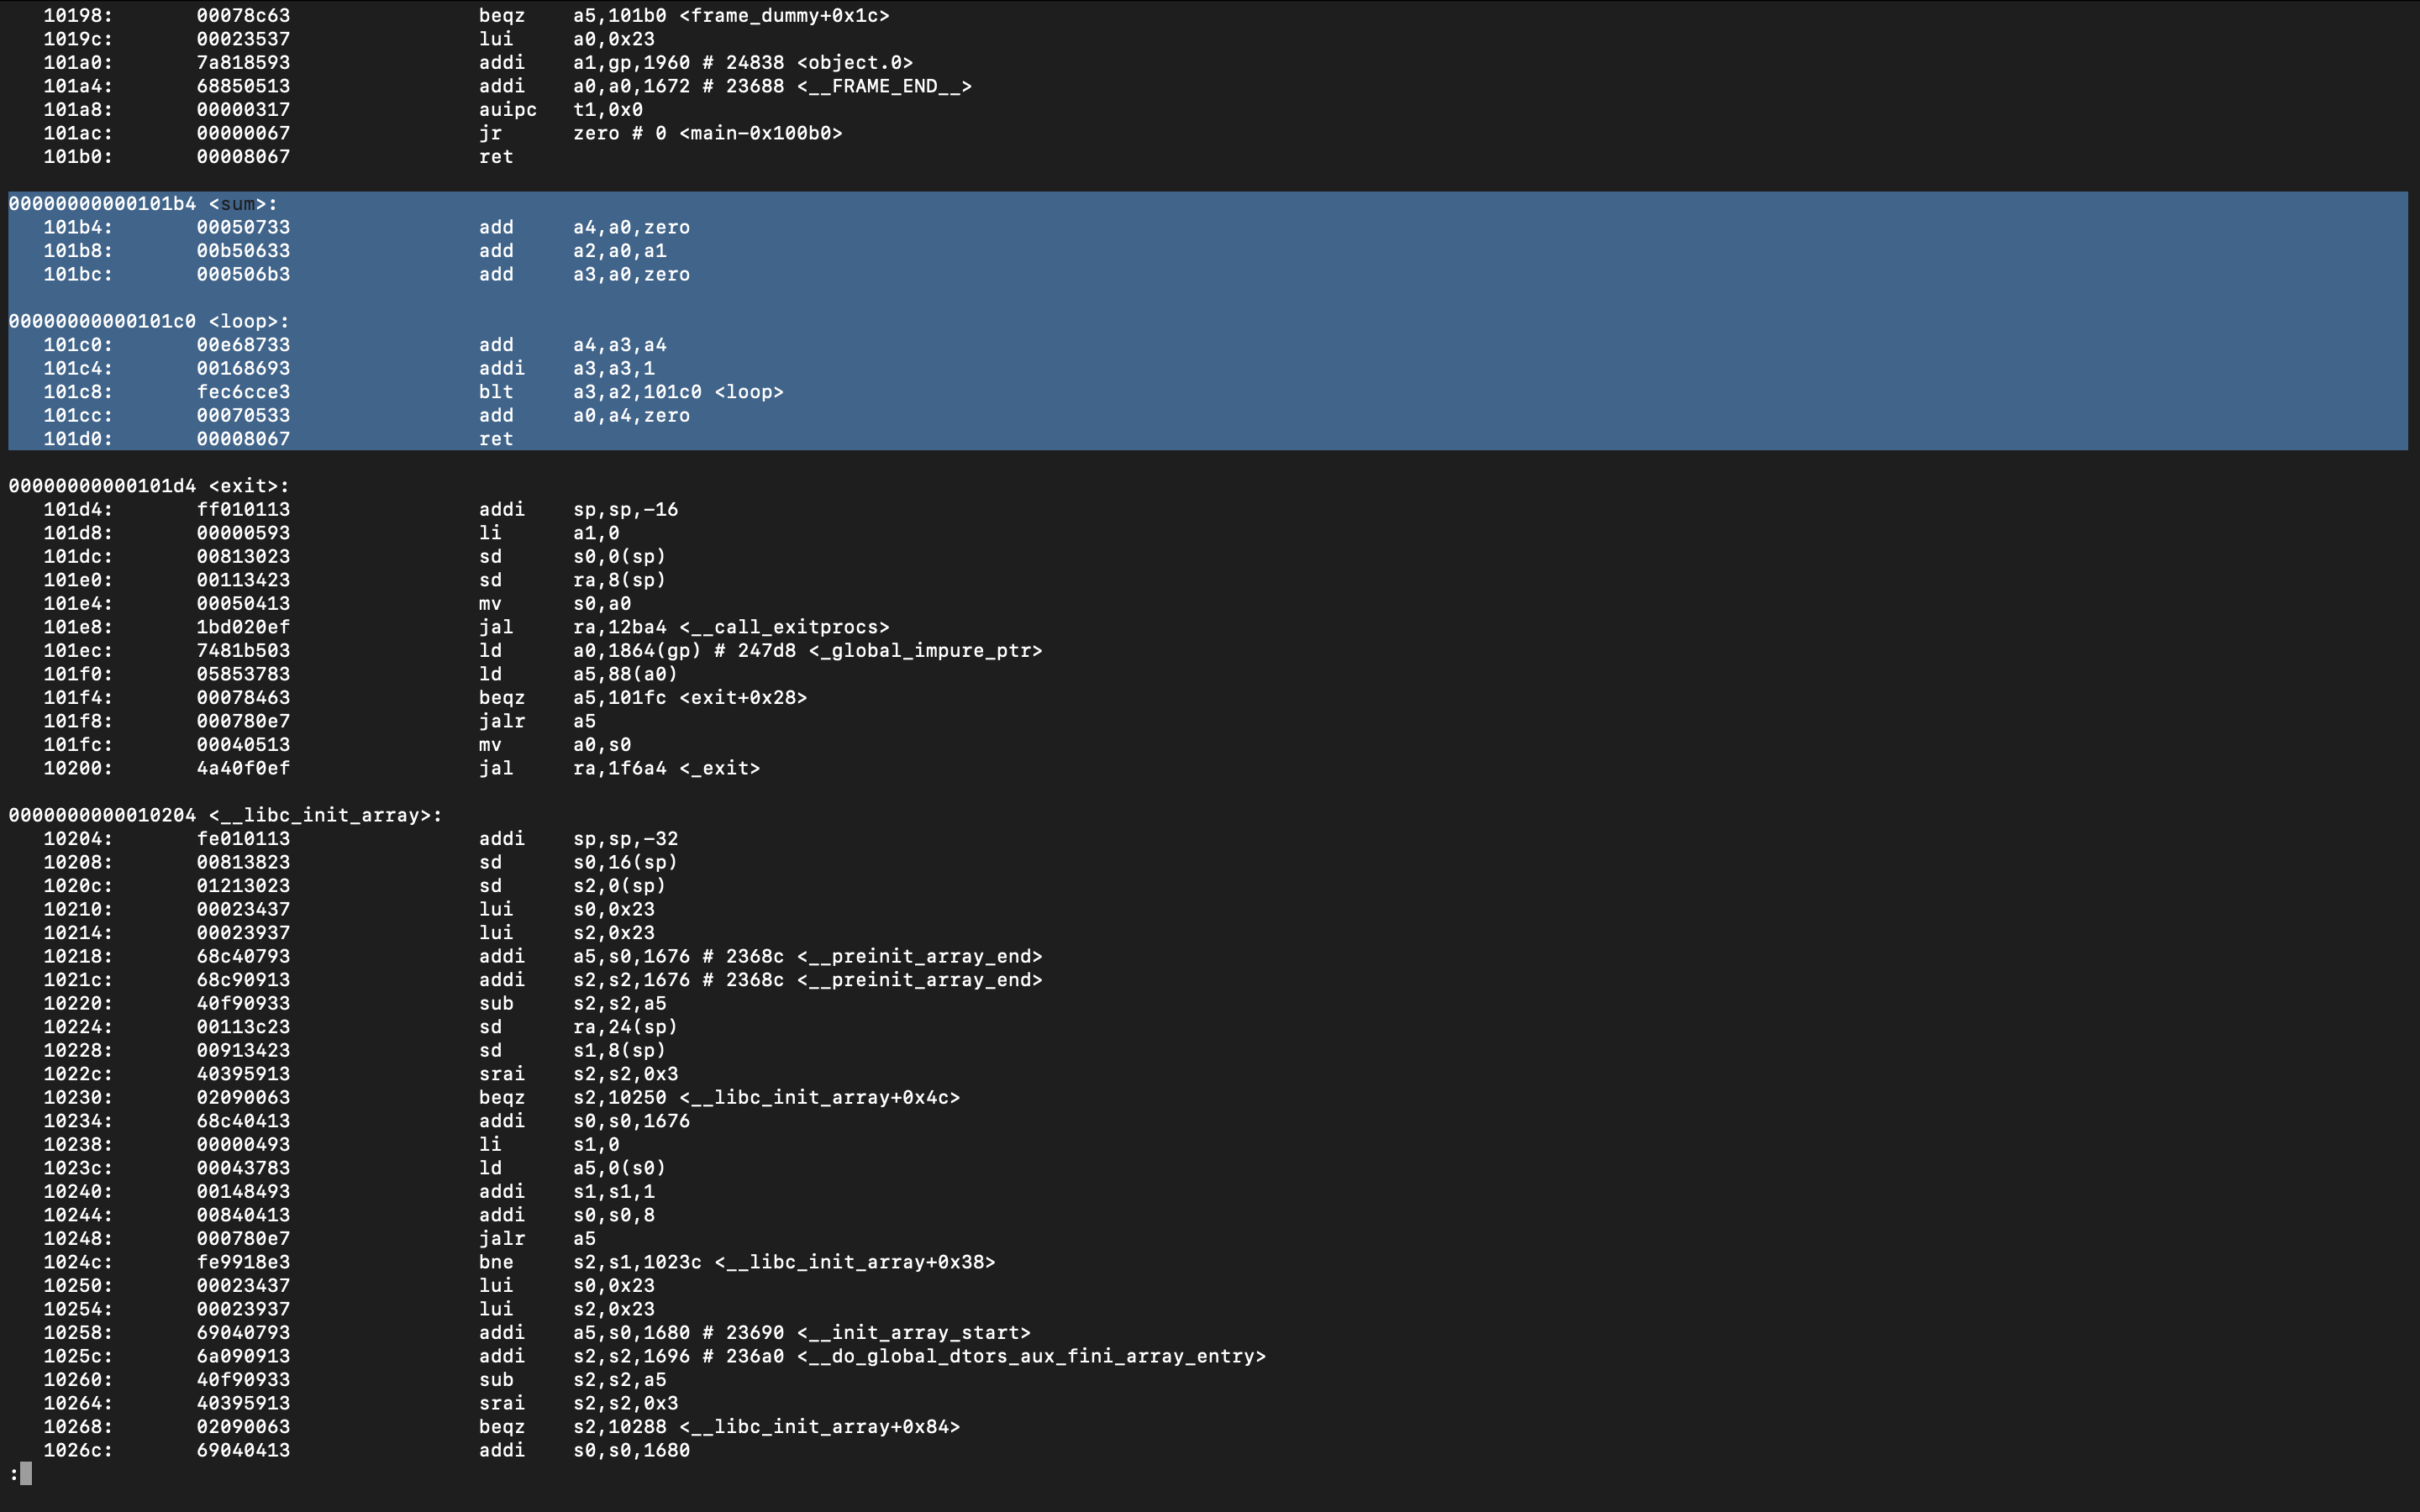 10198:	00078c63	beqz	a5,101b0 <frame_dummy+0x1c>
1019c:	00023537	lui	a0,0x23
101a0:	7a818593	addi	a1,gp,1960 # 24838 <object.0>
101a4:	68850513	addi	a0,a0,1672 # 23688 <__FRAME_END__>
101a8:	00000317	auipc	t1,0x0
101ac:	00000067	jr	zero # 0 <main-0x100b0>
101b0:	00008067	ret
00000000000101b4 <sum>:
101b4:	00050733	add	a4,a0,zero
101b8:	00b50633	add	a2,a0,a1
101bc:	000506b3	add	a3,a0,zero
00000000000101c0 <loop>:
101c0:	00e68733	add	a4,a3,a4
101c4:	00168693	addi	a3,a3,1
101c8:	fec6cce3	blt	a3,a2,101c0 <loop>
101cc:	00070533	add	a0,a4,zero
101d0:	00008067	ret
00000000000101d4 <exit>:
101d4:	ff010113	addi	sp,sp,-16
101d8:	00000593	li	a1,0
101dc:	00813023	sd	s0,0(sp)
101e0:	00113423	sd	ra,8(sp)
101e4:	00050413	mv	s0,a0
101e8:	1bd020ef	jal	ra,12ba4 <__call_exitprocs>
101ec:	7481b503	ld	a0,1864(gp) # 247d8 <_global_impure_ptr>
101f0:	05853783	ld	a5,88(a0)
101f4:	00078463	beqz	a5,101fc <exit+0x28>
101f8:	000780e7	jalr	a5
101fc:	00040513	mv	a0,s0
10200:	4a40f0ef	jal	ra,1f6a4 <_exit>
0000000000010204 <__libc_init_array>:
10204:	fe010113	addi	sp,sp,-32
10208:	00813823	sd	s0,16(sp)
1020c:	01213023	sd	s2,0(sp)
10210:	00023437	lui	s0,0x23
10214:	00023937	lui	s2,0x23
10218:	68c40793	addi	a5,s0,1676 # 2368c <__preinit_array_end>
1021c:	68c90913	addi	s2,s2,1676 # 2368c <__preinit_array_end>
10220:	40f90933	sub	s2,s2,a5
10224:	00113c23	sd	ra,24(sp)
10228:	00913423	sd	s1,8(sp)
1022c:	40395913	srai	s2,s2,0x3
10230:	02090063	beqz	s2,10250 <__libc_init_array+0x4c>
10234:	68c40413	addi	s0,s0,1676
10238:	00000493	li	s1,0
1023c:	00043783	ld	a5,0(s0)
10240:	00148493	addi	s1,s1,1
10244:	00840413	addi	s0,s0,8
10248:	000780e7	jalr	a5
1024c:	fe9918e3	bne	s2,s1,1023c <__libc_init_array+0x38>
10250:	00023437	lui	s0,0x23
10254:	00023937	lui	s2,0x23
10258:	69040793	addi	a5,s0,1680 # 23690 <__init_array_start>
1025c:	6a090913	addi	s2,s2,1696 # 236a0 <__do_global_dtors_aux_fini_array_entry>
10260:	40f90933	sub	s2,s2,a5
10264:	40395913	srai	s2,s2,0x3
10268:	02090063	beqz	s2,10288 <__libc_init_array+0x84>
1026c:	69040413	addi	s0,s0,1680
: